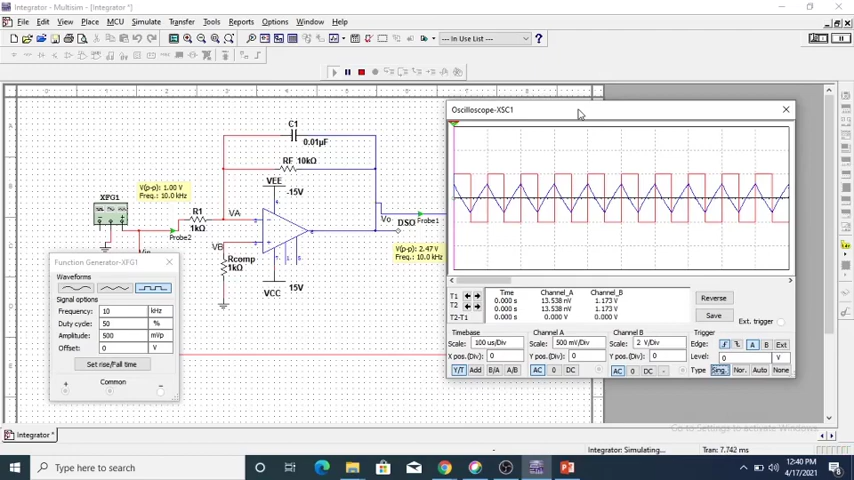 Integrator - Multisim - [Integrator *]
File Edit View Place MCU Simulate Transfer Tools Reports Options Window Help
--- In Use List ---
Oscilloscope-XSC1
C1
0.01µF
RF 10kΩ
VEE
-15V
V(p-p): 1.00 V
Freq.: 10.0 kHz
XFG1
R1
1kΩ
VA
VB
Vin
Probe2
Rcomp
1kΩ
VCC
15V
Vo
DSO
Probe1
V(p-p): 2.47 V
Freq.: 10.0 kH
Function Generator-XFG1
Waveforms
Signal options
Frequency: 10 kHz
Duty cycle: 50 %
Amplitude: 500 mVp
Offset: 0 V
Set rise/Fall time
+ Common −
Time Channel_A Channel_B
T1 0.000 s 13.538 nV 1.173 V
T2 0.000 s 13.538 nV 1.173 V
T2-T1 0.000 s 0.000 V 0.000 V
Reverse
Save
Ext. trigger
Timebase
Scale: 100 us/Div
X pos.(Div): 0
Y/T Add B/A A/B
Channel A
Scale: 500 mV/Div
Y pos.(Div): 0
AC 0 DC
Channel B
Scale: 2 V/Div
Y pos.(Div): 0
AC 0 DC -
Trigger
Edge: A B Ext
Level: 0 V
Type Sing. Nor. Auto None
Go to Settings to activate Windows.
Integrator *
Integrator: Simulating... Tran: 7.742 ms
Type here to search
12:40 PM
4/17/2021